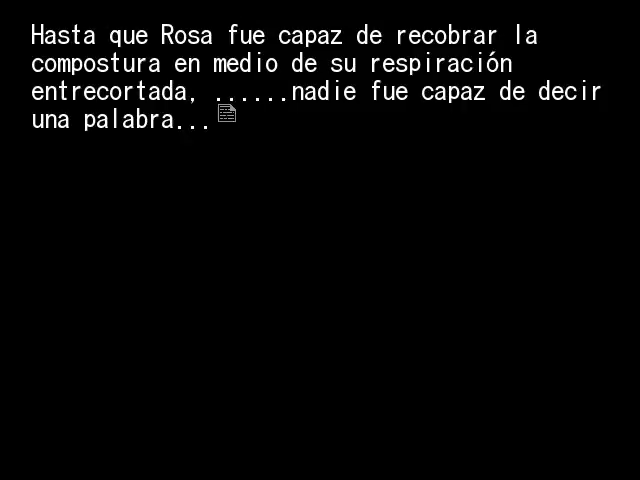 Hasta que Rosa fue capaz de recobrar la
compostura en medio de su respiración
entrecortada, ......nadie fue capaz de decir
una palabra...